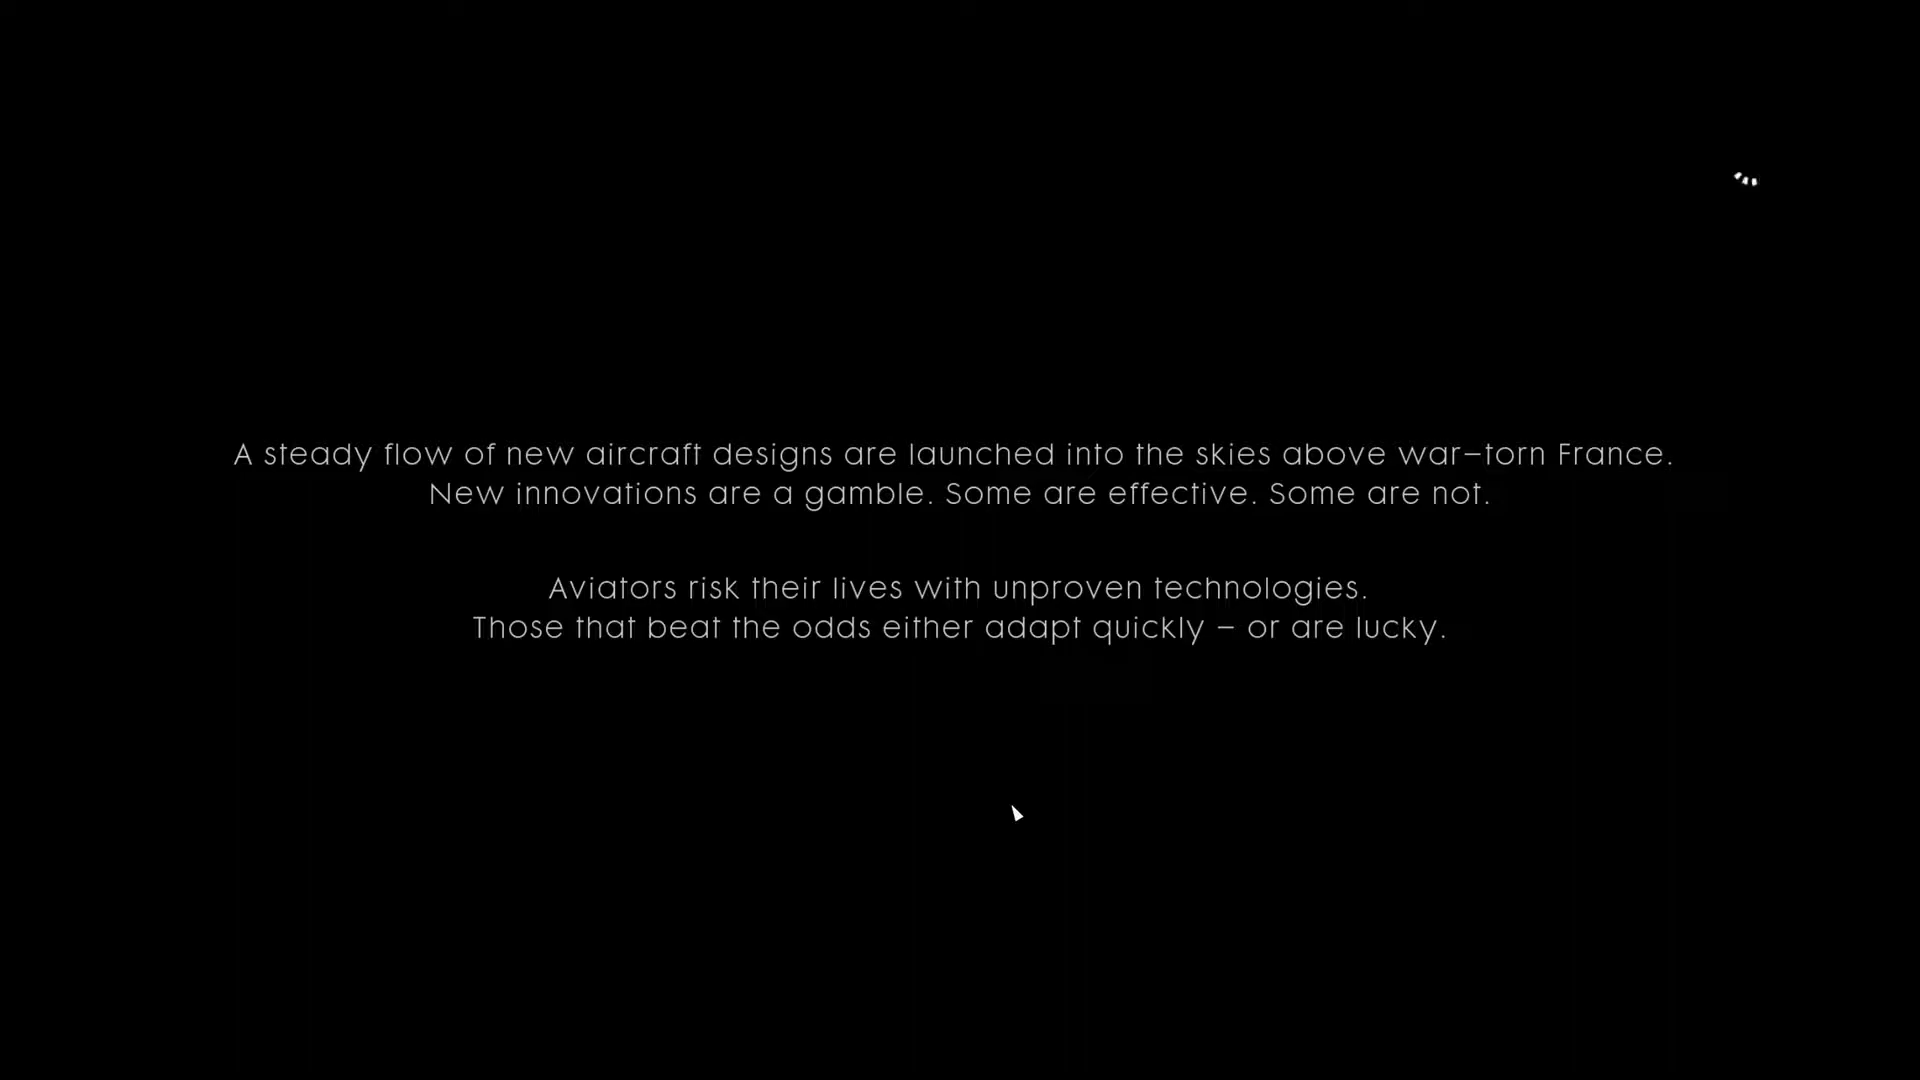 A steady flow of new aircraft designs are launched into the skies above war–torn France.
New innovations are a gamble. Some are effective. Some are not.
Aviators risk their lives with unproven technologies.
Those that beat the odds either adapt quickly – or are lucky.